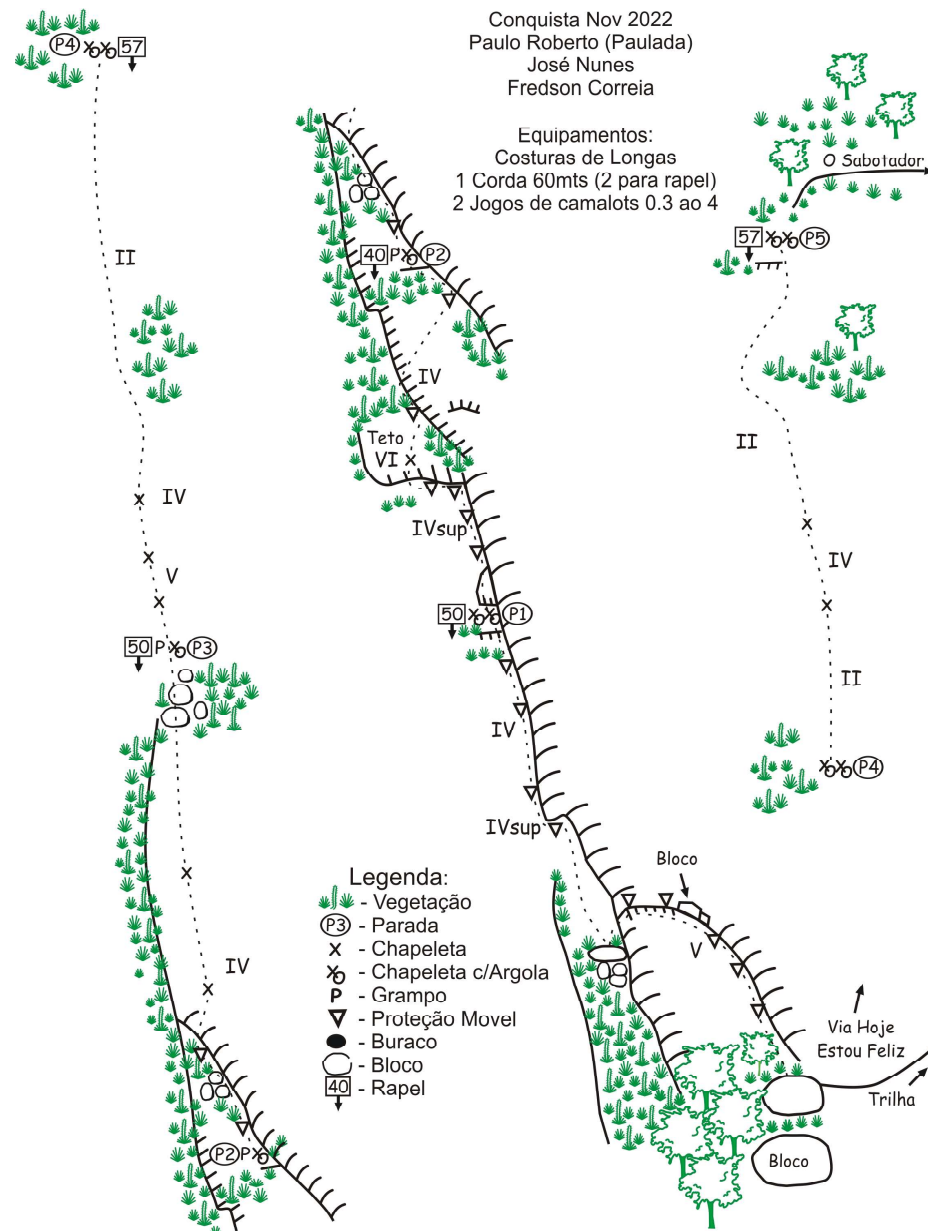 Conquista Nov 2022
Paulo Roberto (Paulada)
José Nunes
Fredson Correia
Equipamentos:
Costuras de Longas
1 Corda 60mts (2 para rapel)
2 Jogos de camalots 0.3 ao 4
P4 57
II
IV
V
50 P P3
IV
P2 P
40 P P2
IV
Teto
VI
IVsup
50 P1
IV
IVsup
Bloco
V
Via Hoje
Estou Feliz
Trilha
Bloco
O Sabotador
57 P5
II
IV
II
P4
Legenda:
- Vegetação
P3 - Parada
x - Chapeleta
- Chapeleta c/Argola
P - Grampo
- Proteção Movel
- Buraco
- Bloco
40 - Rapel